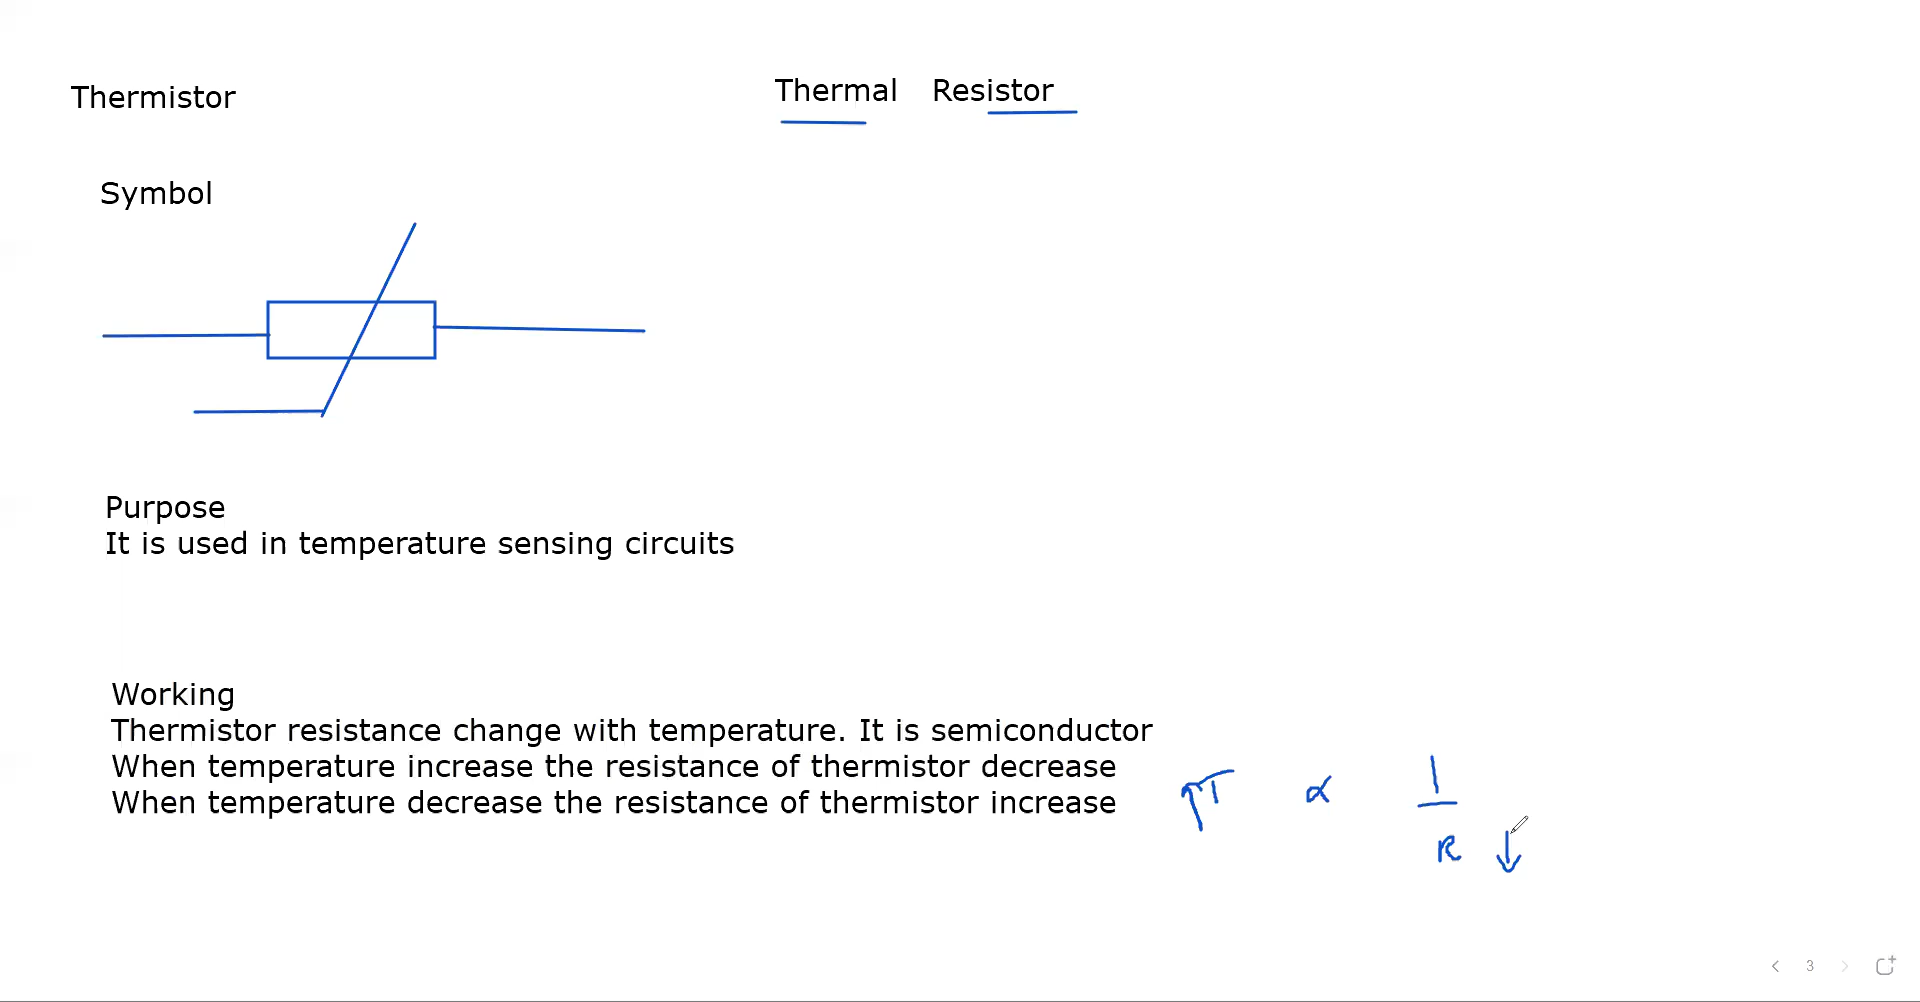 Thermistor
Thermal Resistor
Symbol
Purpose
It is used in temperature sensing circuits
Working
Thermistor resistance change with temperature. It is semiconductor
When temperature increase the resistance of thermistor decrease
When temperature decrease the resistance of thermistor increase
↑T ∝ 1/R ↓
3